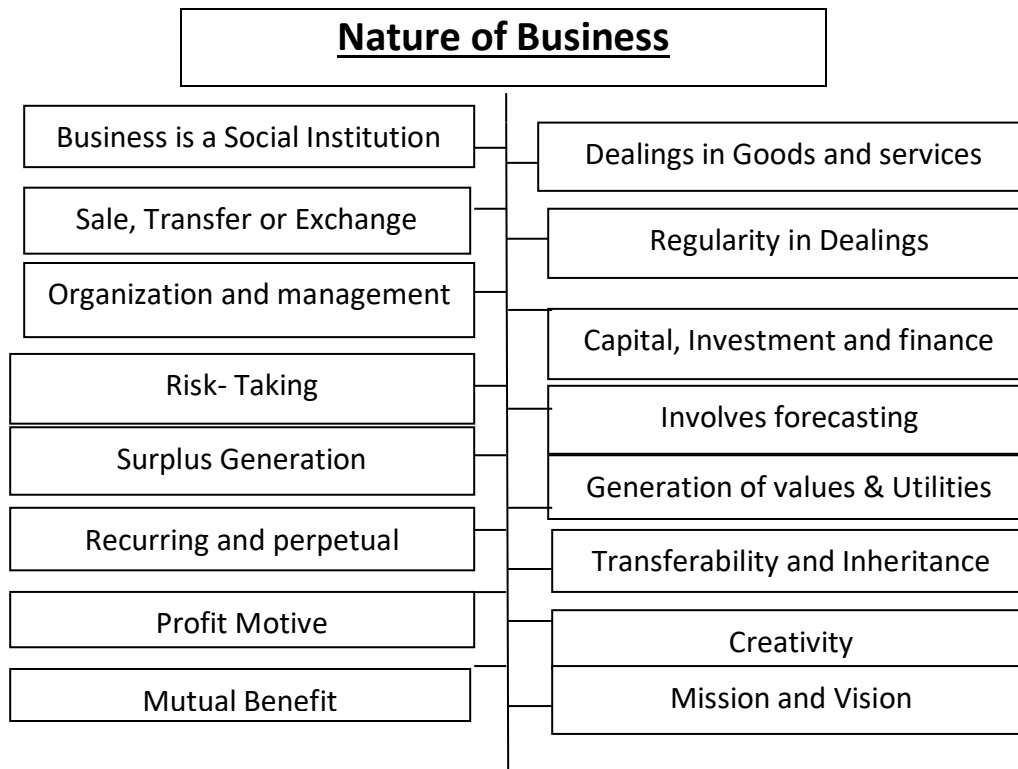 Nature of Business
Business is a Social Institution
Dealings in Goods and services
Sale, Transfer or Exchange
Regularity in Dealings
Organization and management
Capital, Investment and finance
Risk- Taking
Involves forecasting
Surplus Generation
Generation of values & Utilities
Recurring and perpetual
Transferability and Inheritance
Profit Motive
Creativity
Mutual Benefit
Mission and Vision